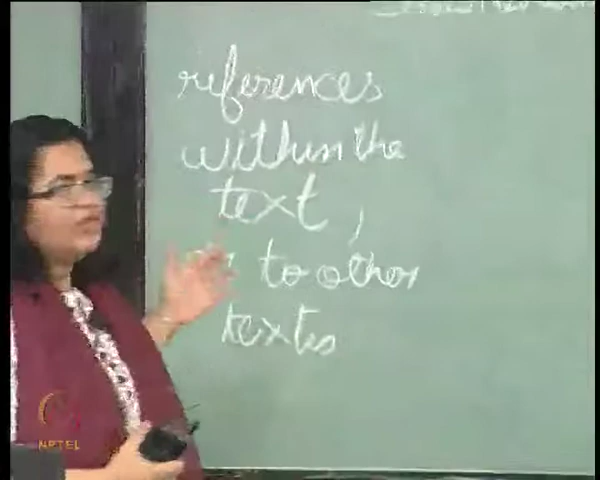 references
within the
text,
to other
texts
NPTEL